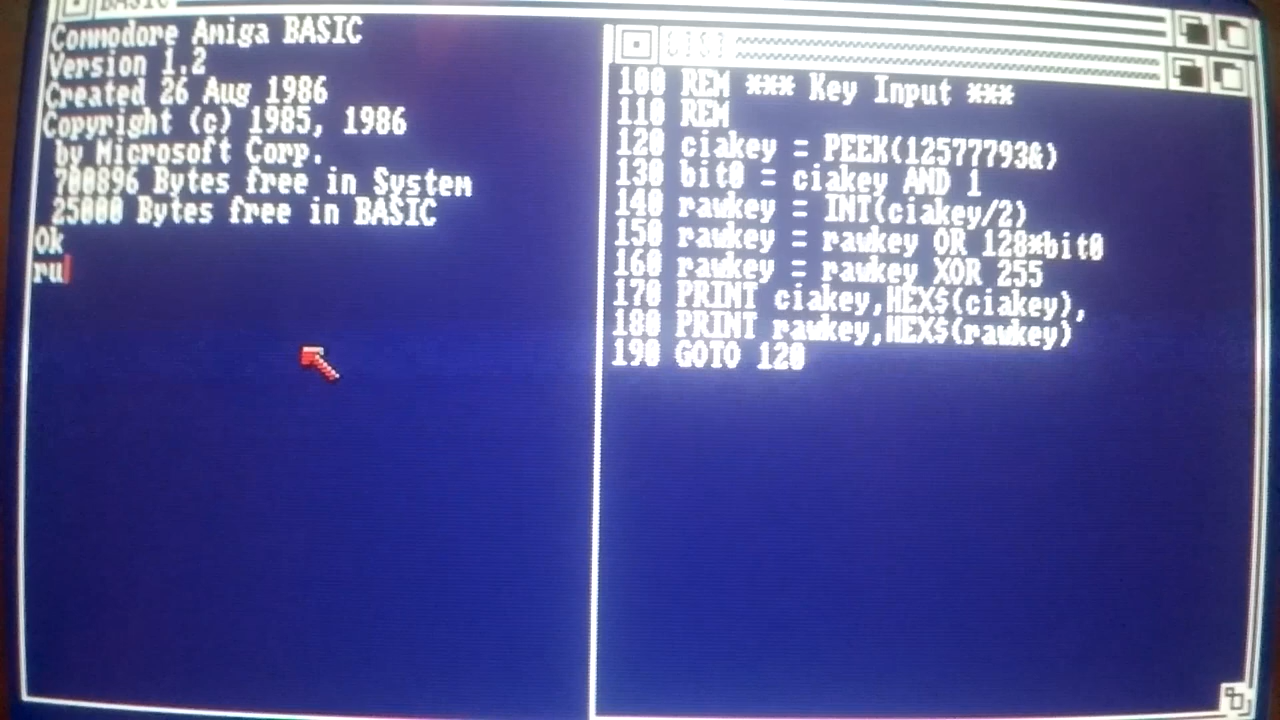 BASIC
Commodore Amiga BASIC
Version 1.2
Created 26 Aug 1986
Copyright (c) 1985, 1986
by Microsoft Corp.
700896 Bytes free in System
25000 Bytes free in BASIC
Ok
ru
100 REM *** Key Input ***
110 REM
120 ciakey = PEEK(12577793&)
130 bit0 = ciakey AND 1
140 rawkey = INT(ciakey/2)
150 rawkey = rawkey OR 128*bit0
160 rawkey = rawkey XOR 255
170 PRINT ciakey,HEX$(ciakey),
180 PRINT rawkey,HEX$(rawkey)
190 GOTO 120